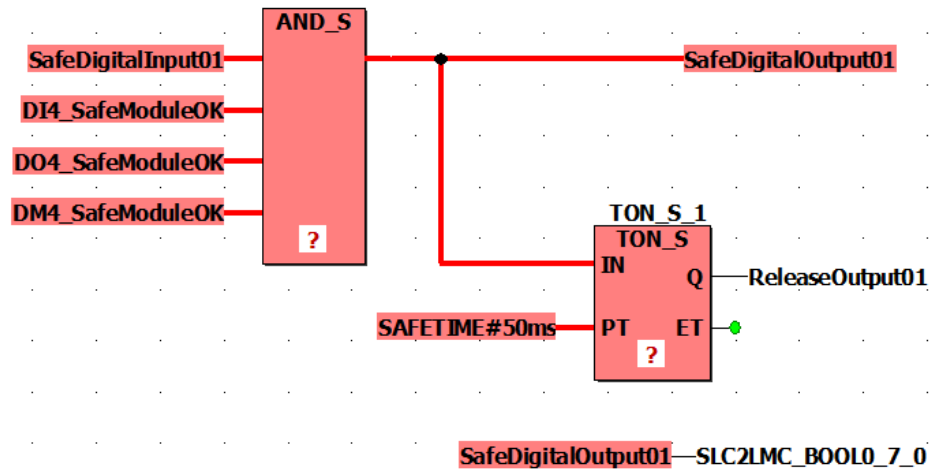 AND_S
SafeDigitalInput01
SafeDigitalOutput01
DI4_SafeModuleOK
DO4_SafeModuleOK
DM4_SafeModuleOK
?
TON_S_1
TON_S
IN
Q
ReleaseOutput01
SAFETIME#50ms
PT
ET
?
SafeDigitalOutput01
SLC2LMC_BOOL0_7_0